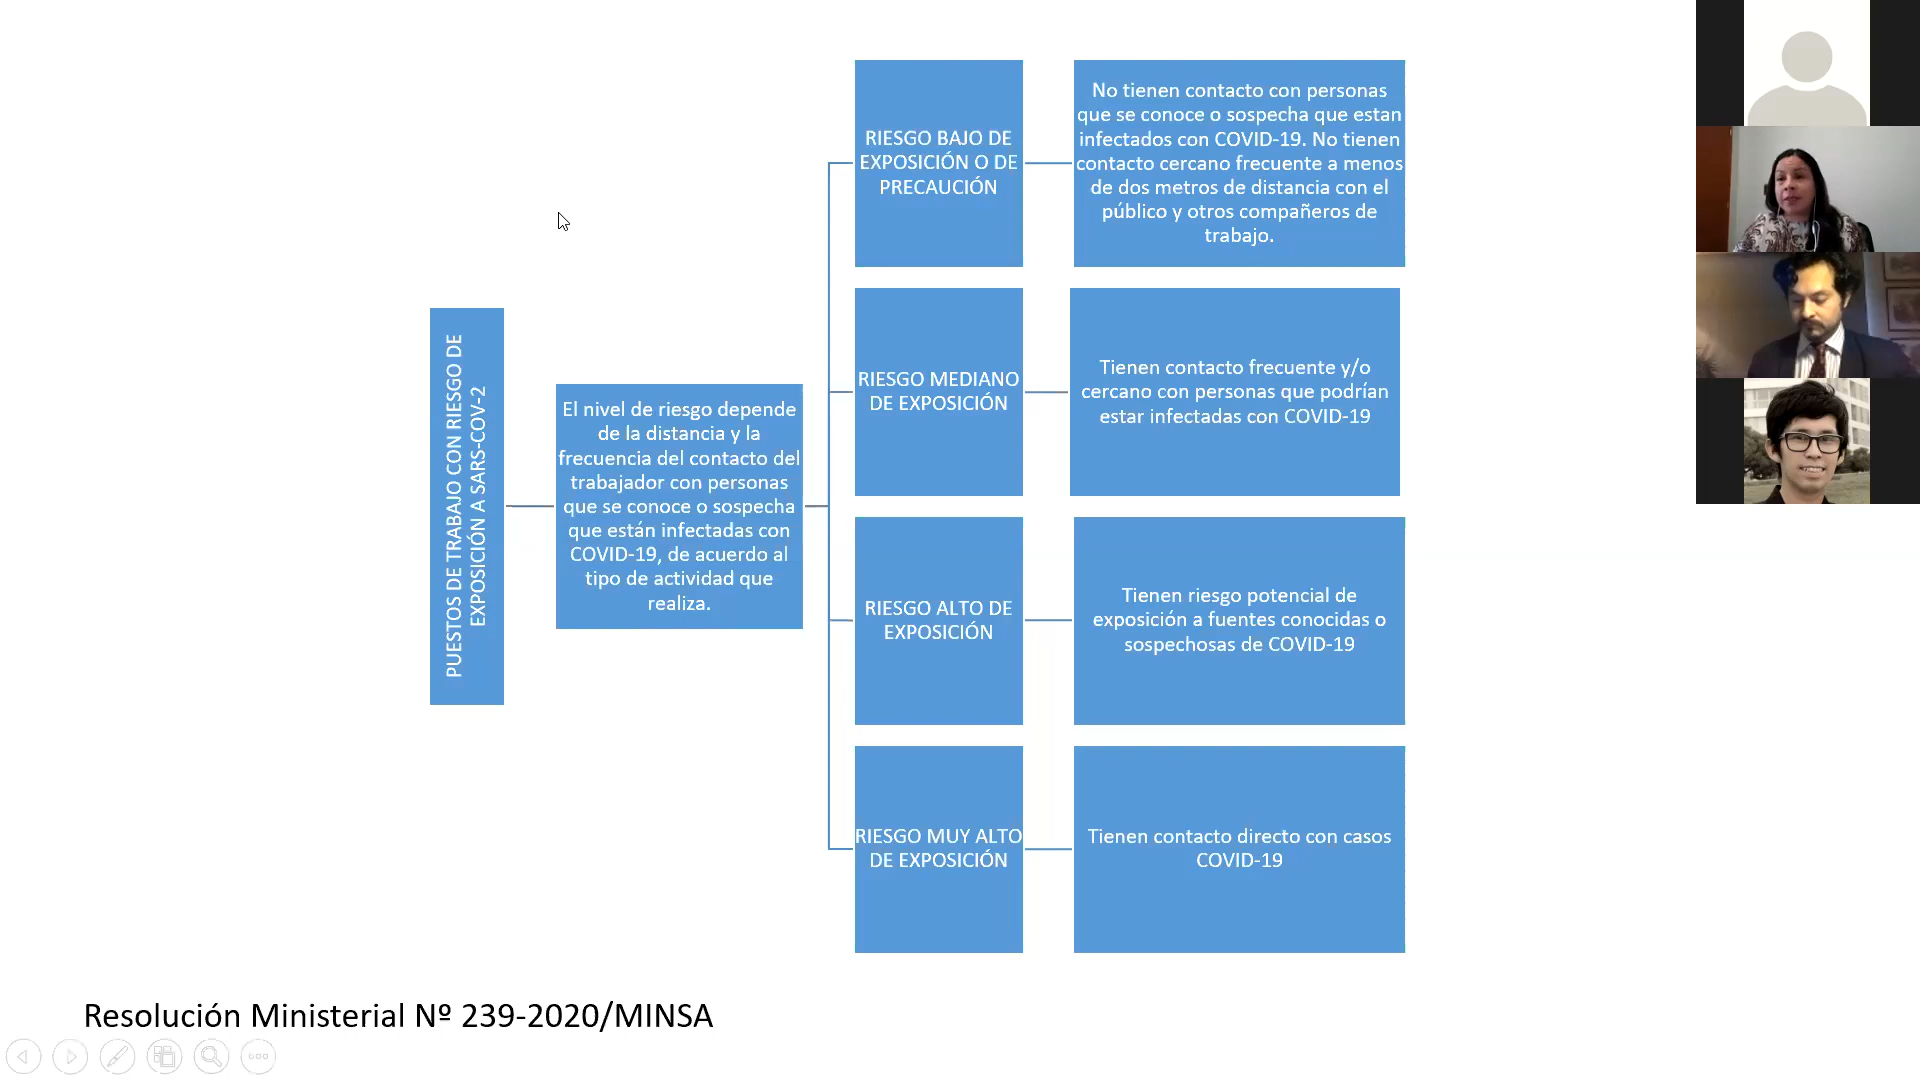 PUESTOS DE TRABAJO CON RIESGO DE
EXPOSICIÓN A SARS-COV-2
El nivel de riesgo depende
de la distancia y la
frecuencia del contacto del
trabajador con personas
que se conoce o sospecha
que están infectadas con
COVID-19, de acuerdo al
tipo de actividad que
realiza.
RIESGO BAJO DE
EXPOSICIÓN O DE
PRECAUCIÓN
No tienen contacto con personas
que se conoce o sospecha que estan
infectados con COVID-19. No tienen
contacto cercano frecuente a menos
de dos metros de distancia con el
público y otros compañeros de
trabajo.
RIESGO MEDIANO
DE EXPOSICIÓN
Tienen contacto frecuente y/o
cercano con personas que podrían
estar infectadas con COVID-19
RIESGO ALTO DE
EXPOSICIÓN
Tienen riesgo potencial de
exposición a fuentes conocidas o
sospechosas de COVID-19
RIESGO MUY ALTO
DE EXPOSICIÓN
Tienen contacto directo con casos
COVID-19
Resolución Ministerial Nº 239-2020/MINSA